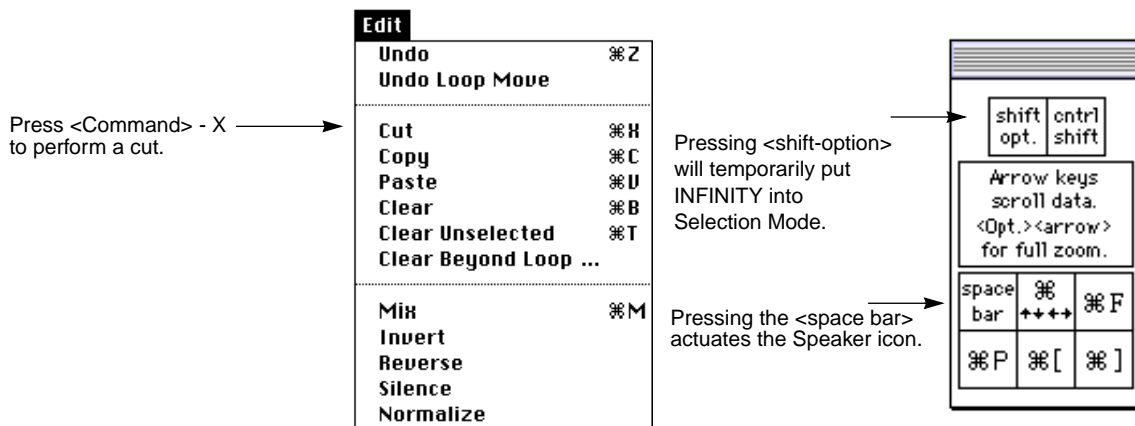 Press <Command> - X
to perform a cut.
Edit
Undo ⌘Z
Undo Loop Move
Cut ⌘X
Copy ⌘C
Paste ⌘V
Clear ⌘B
Clear Unselected ⌘T
Clear Beyond Loop ...
Mix ⌘M
Invert
Reverse
Silence
Normalize
Pressing <shift-option>
will temporarily put
INFINITY into
Selection Mode.
Pressing the <space bar>
actuates the Speaker icon.
shift cntrl
opt. shift
Arrow keys
scroll data.
<Opt.><arrow>
for full zoom.
space ⌘ ⌘F
bar ↑↓←→
⌘P ⌘[ ⌘]